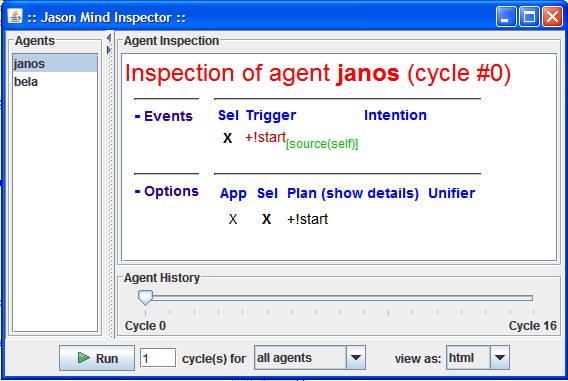 :: Jason Mind Inspector ::
Agents
janos
bela
Agent Inspection
Inspection of agent janos (cycle #0)
- Events Sel Trigger Intention
X +!start[source(self)]
- Options App Sel Plan (show details) Unifier
X X +!start
Agent History
Cycle 0 Cycle 16
Run 1 cycle(s) for all agents view as: html